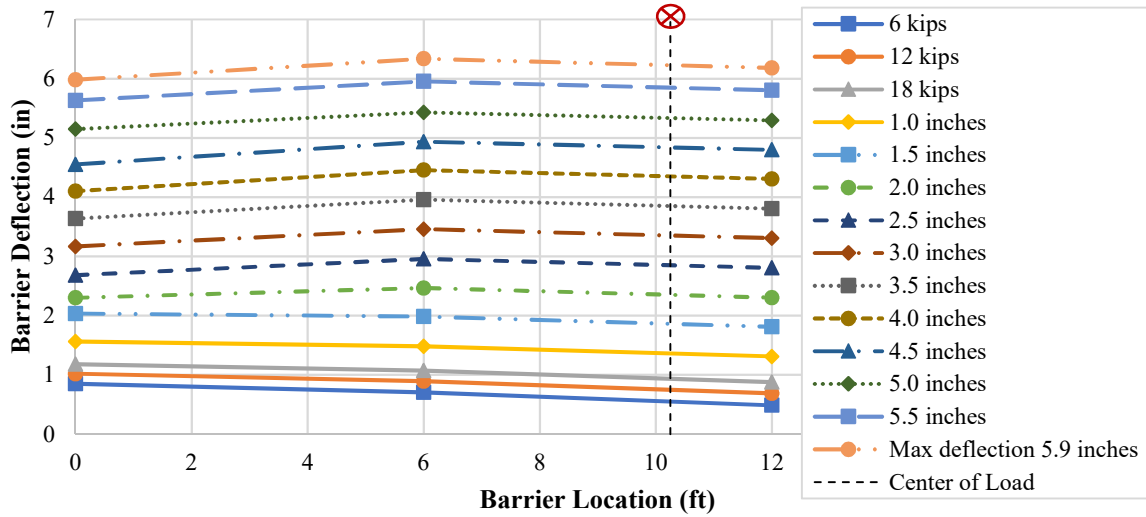 7
6
5
4
3
2
1
0
Barrier Deflection (in)
0
2
4
6
8
10
12
Barrier Location (ft)
6 kips
12 kips
18 kips
1.0 inches
1.5 inches
2.0 inches
2.5 inches
3.0 inches
3.5 inches
4.0 inches
4.5 inches
5.0 inches
5.5 inches
Max deflection 5.9 inches
Center of Load